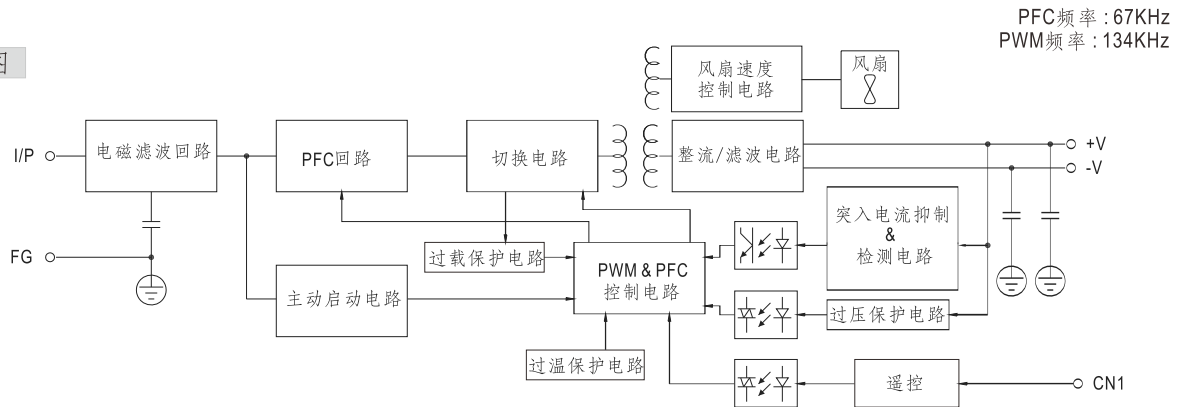 PFC频率 : 67KHz
PWM频率 : 134KHz
图
风扇速度
控制电路
风扇
I/P
电磁滤波回路
PFC回路
切换电路
整流/滤波电路
+V
-V
突入电流抑制
&
检测电路
FG
过载保护电路
PWM & PFC
控制电路
主动启动电路
过压保护电路
过温保护电路
遥控
CN1